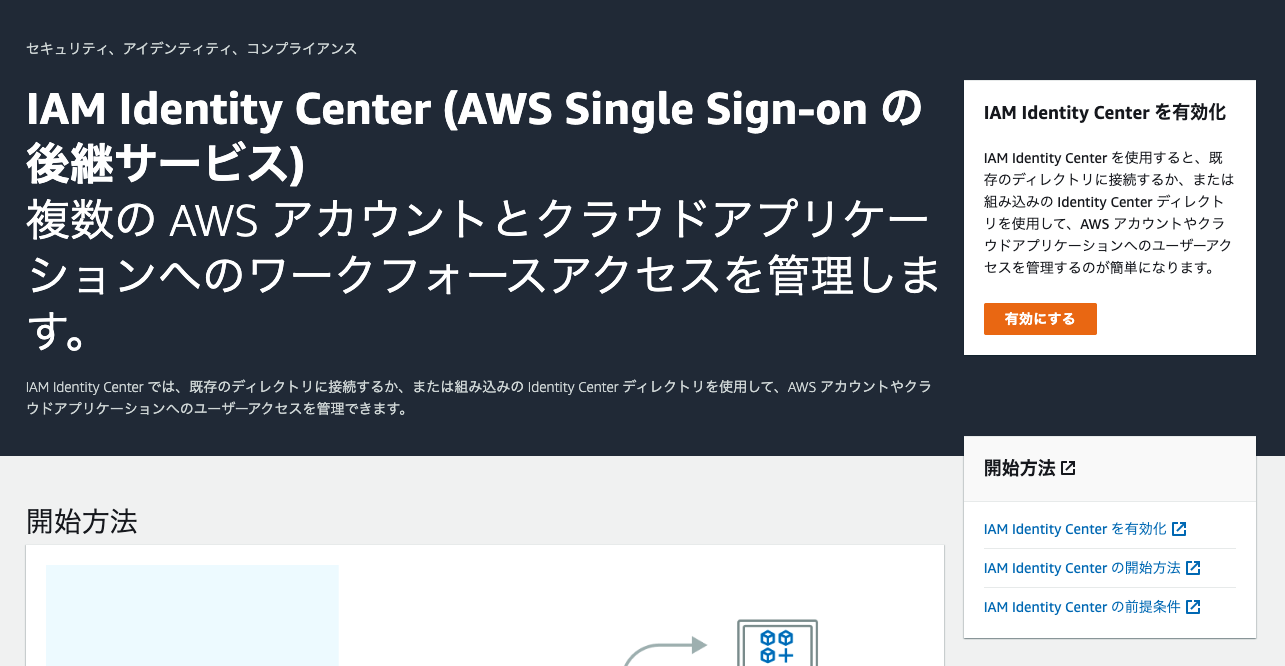 セキュリティ、アイデンティティ、コンプライアンス
IAM Identity Center (AWS Single Sign-on の
後継サービス)
複数の AWS アカウントとクラウドアプリケー
ションへのワークフォースアクセスを管理しま
す。
IAM Identity Center では、既存のディレクトリに接続するか、または組み込みの Identity Center ディレクトリを使用して、AWS アカウントやクラ
ウドアプリケーションへのユーザーアクセスを管理できます。
IAM Identity Center を有効化
IAM Identity Center を使用すると、既
存のディレクトリに接続するか、または
組み込みの Identity Center ディレクト
リを使用して、AWS アカウントやクラ
ウドアプリケーションへのユーザーアク
セスを管理するのが簡単になります。
有効にする
開始方法
IAM Identity Center を有効化
IAM Identity Center の開始方法
IAM Identity Center の前提条件
開始方法